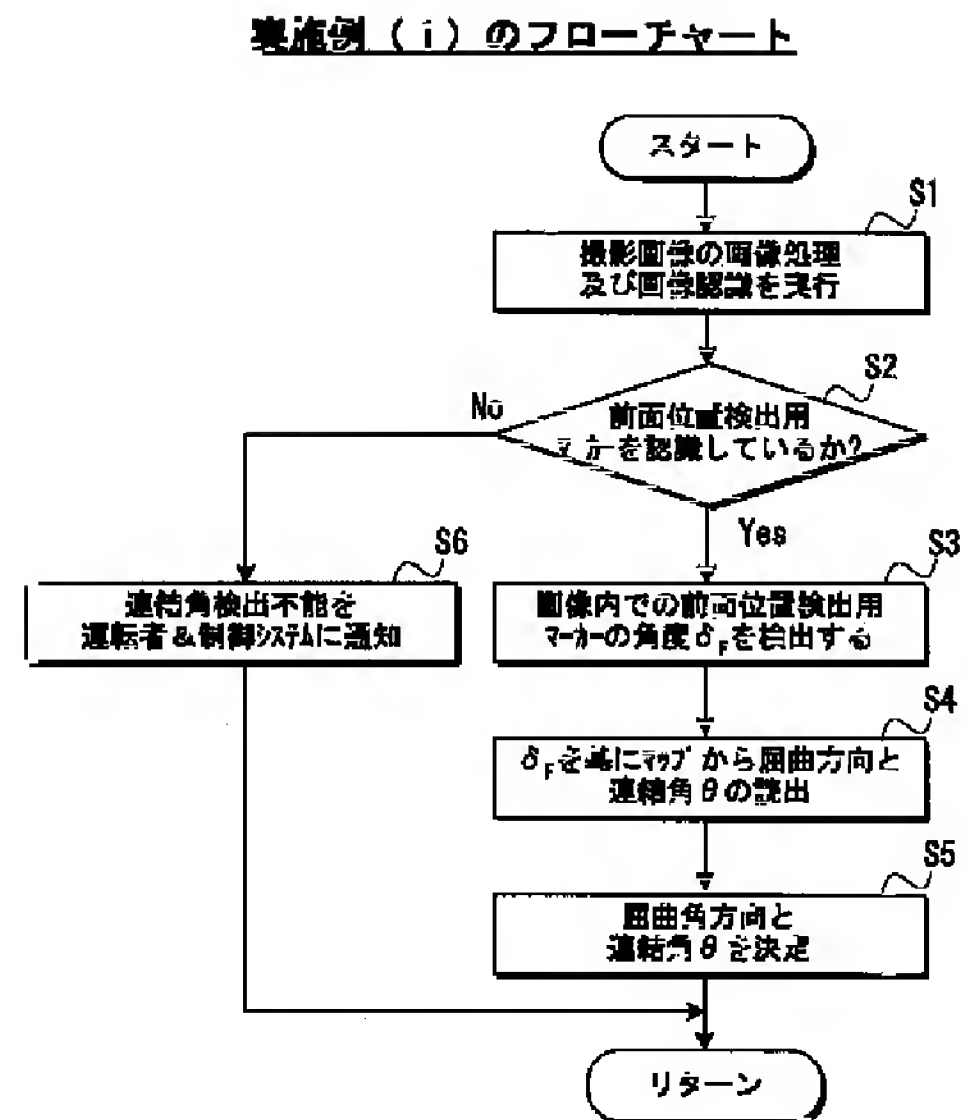 実施例(i)のフローチャート
スタート
S1
撮影画像の画像処理
及び画像認識を実行
S2
前面位置検出用
マーカーを認識しているか?
No
Yes
S6
連結角検出不能を
運転者&制御システムに通知
S3
画像内での前面位置検出用
マーカーの角度δFを検出する
S4
δFを基にマップから屈曲方向と
連結角θの読出
S5
屈曲角方向と
連結角θを決定
リターン